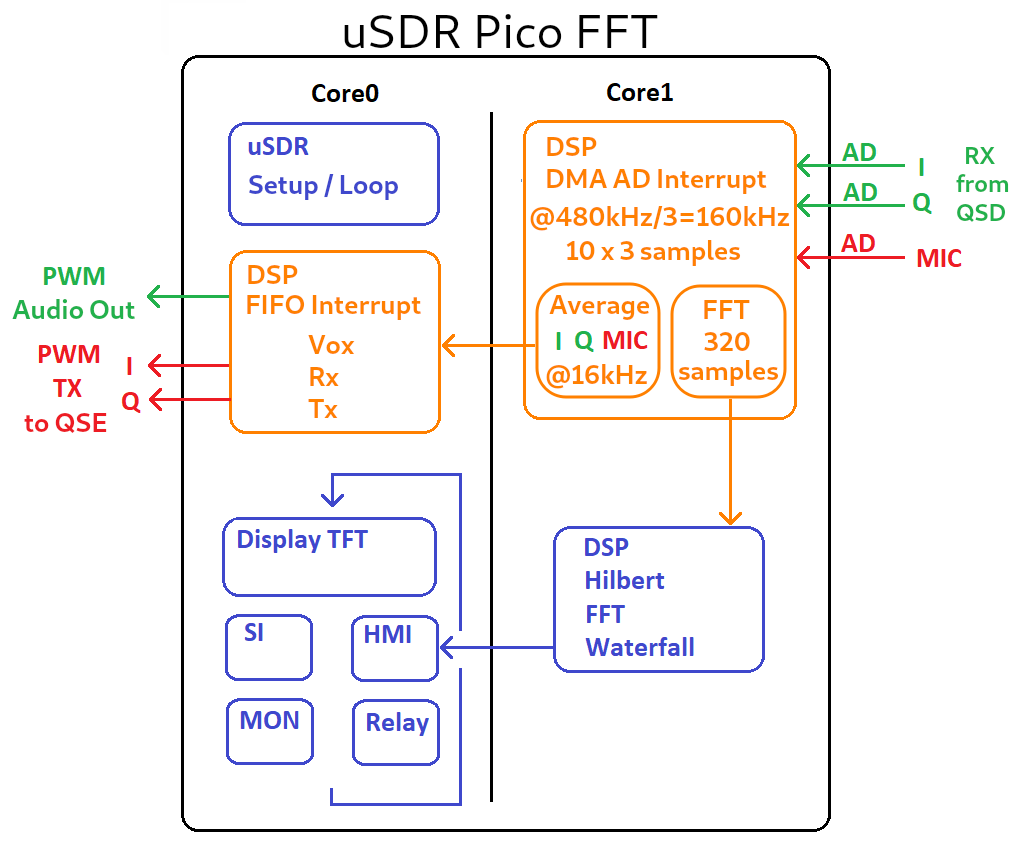 uSDR Pico FFT
Core0
Core1
uSDR
Setup / Loop
DSP
FIFO Interrupt
Vox
Rx
Tx
PWM
Audio Out
PWM
TX
to QSE
I
Q
DSP
DMA AD Interrupt
@480kHz/3=160kHz
10 x 3 samples
Average
I Q MIC
@16kHz
FFT
320
samples
AD
I
AD
Q
RX
from
QSD
AD
MIC
Display TFT
SI
HMI
MON
Relay
DSP
Hilbert
FFT
Waterfall